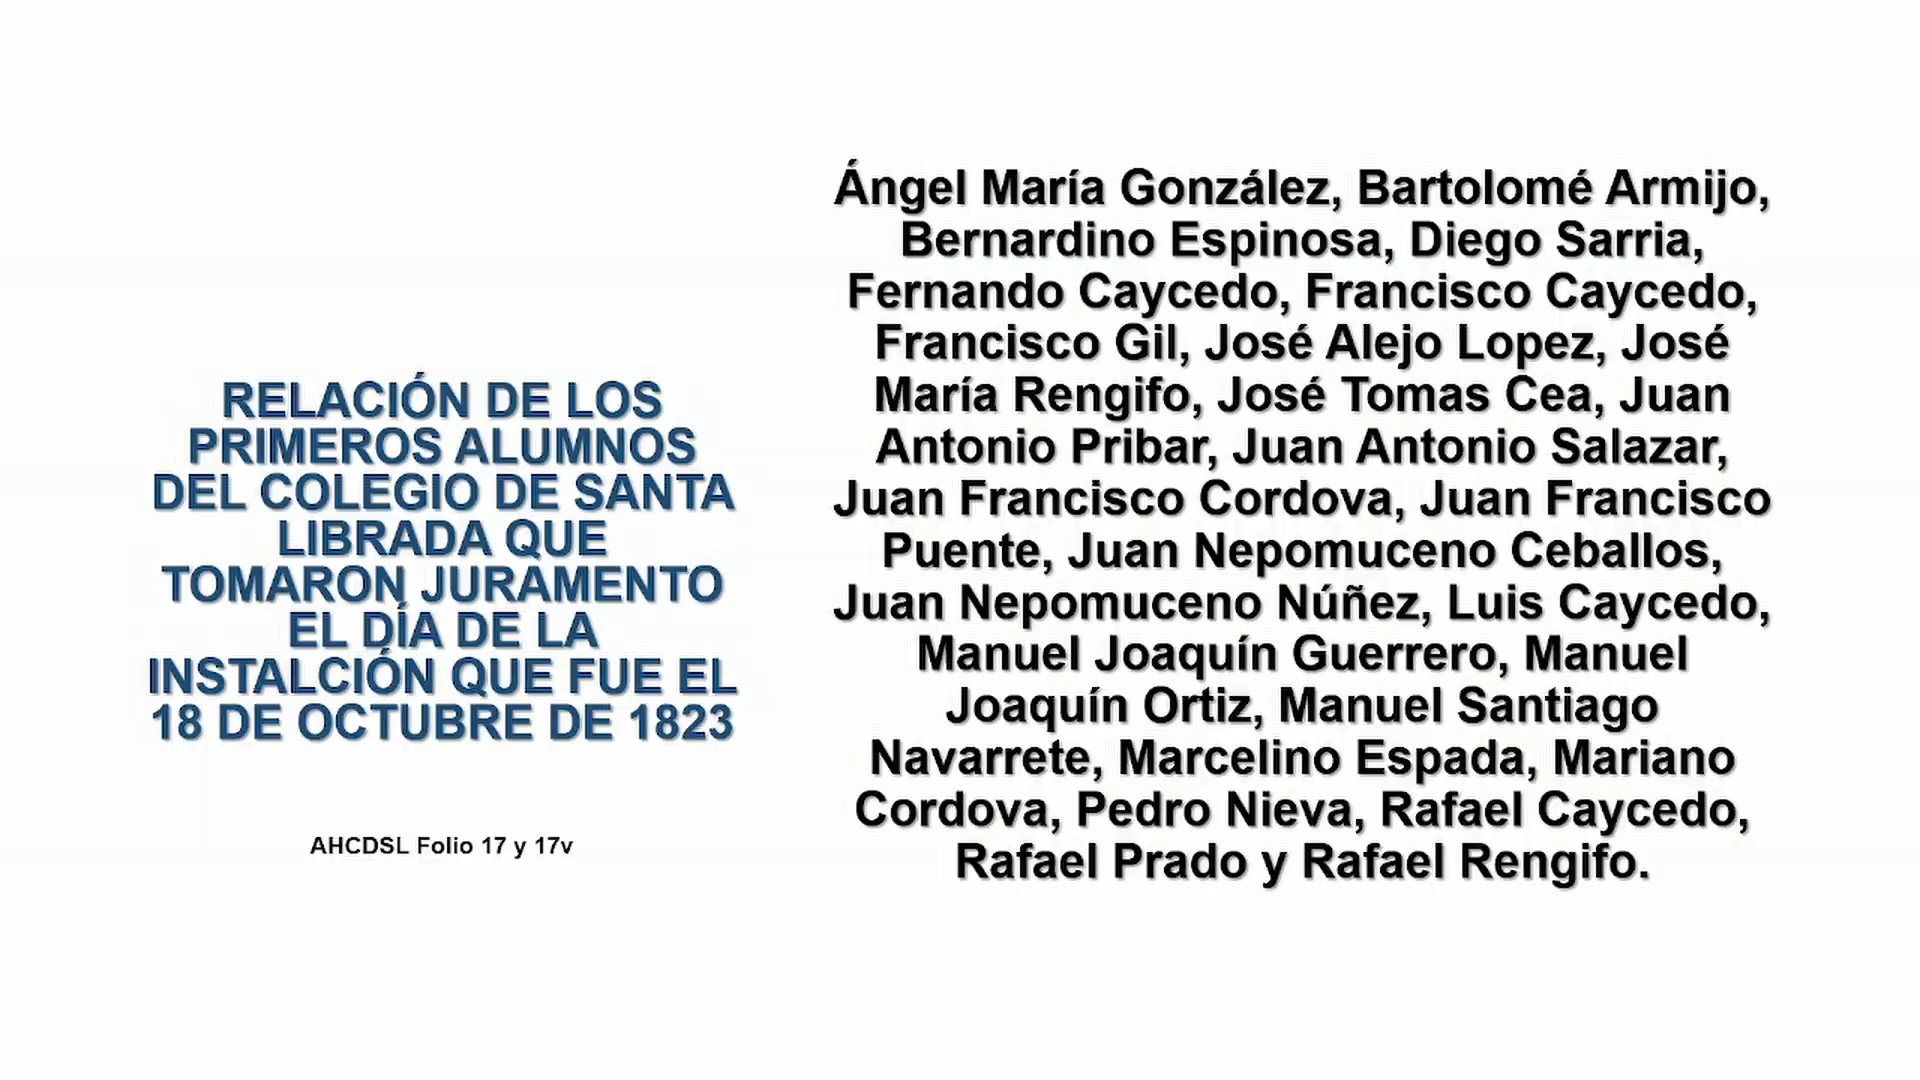 RELACIÓN DE LOS
PRIMEROS ALUMNOS
DEL COLEGIO DE SANTA
LIBRADA QUE
TOMARON JURAMENTO
EL DÍA DE LA
INSTALCIÓN QUE FUE EL
18 DE OCTUBRE DE 1823
AHCDSL Folio 17 y 17v
Ángel María González, Bartolomé Armijo,
Bernardino Espinosa, Diego Sarria,
Fernando Caycedo, Francisco Caycedo,
Francisco Gil, José Alejo Lopez, José
María Rengifo, José Tomas Cea, Juan
Antonio Pribar, Juan Antonio Salazar,
Juan Francisco Cordova, Juan Francisco
Puente, Juan Nepomuceno Ceballos,
Juan Nepomuceno Núñez, Luis Caycedo,
Manuel Joaquín Guerrero, Manuel
Joaquín Ortiz, Manuel Santiago
Navarrete, Marcelino Espada, Mariano
Cordova, Pedro Nieva, Rafael Caycedo,
Rafael Prado y Rafael Rengifo.